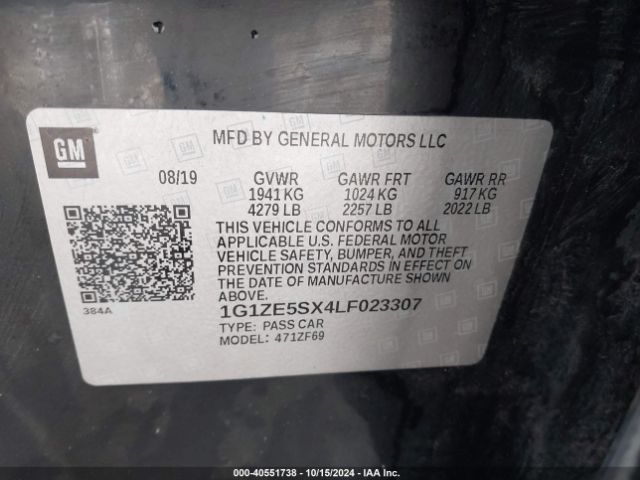 GM
MFD BY GENERAL MOTORS LLC
08/19 GVWR GAWR FRT GAWR RR
1941 KG 1024 KG 917 KG
4279 LB 2257 LB 2022 LB
THIS VEHICLE CONFORMS TO ALL
APPLICABLE U.S. FEDERAL MOTOR
VEHICLE SAFETY, BUMPER, AND THEFT
PREVENTION STANDARDS IN EFFECT ON
THE DATE OF MANUFACTURE SHOWN
ABOVE.
384A
1G1ZE5SX4LF023307
TYPE: PASS CAR
MODEL: 471ZF69
000-40551738 - 10/15/2024 - IAA Inc.